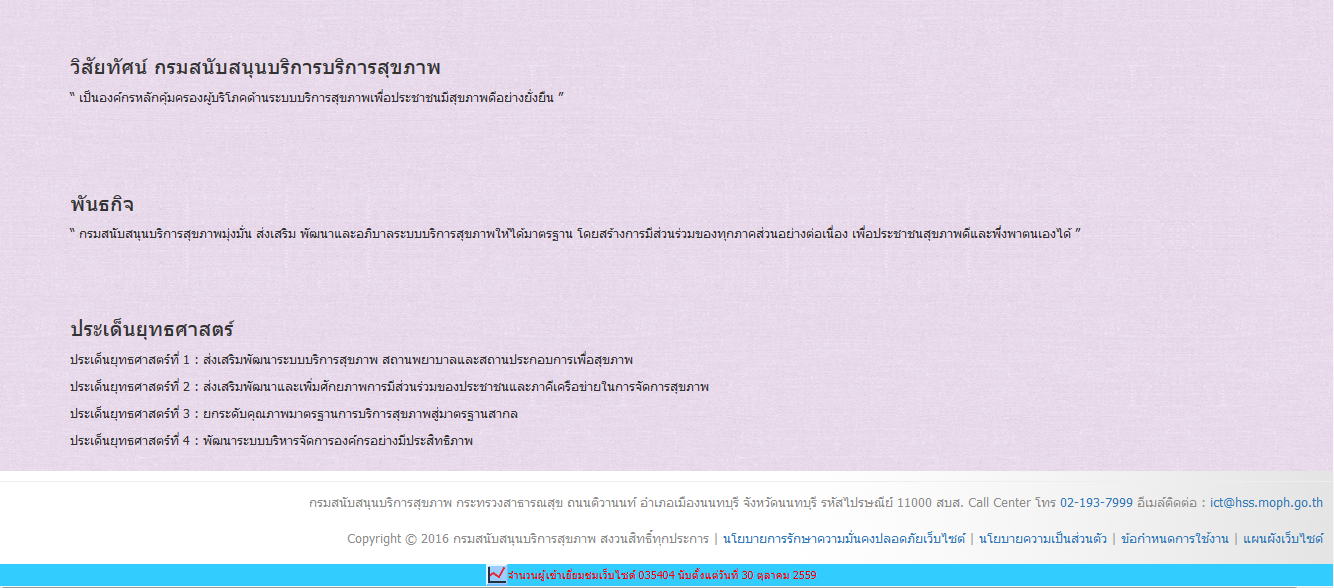 วิสัยทัศน์ กรมสนับสนุนบริการบริการสุขภาพ
“ เป็นองค์กรหลักคุ้มครองผู้บริโภคด้านระบบบริการสุขภาพเพื่อประชาชนมีสุขภาพดีอย่างยั่งยืน ”
พันธกิจ
“ กรมสนับสนุนบริการสุขภาพมุ่งมั่น ส่งเสริม พัฒนาและอภิบาลระบบบริการสุขภาพให้ได้มาตรฐาน โดยสร้างการมีส่วนร่วมของทุกภาคส่วนอย่างต่อเนื่อง เพื่อประชาชนสุขภาพดีและพึ่งพาตนเองได้ ”
ประเด็นยุทธศาสตร์
ประเด็นยุทธศาสตร์ที่ 1 : ส่งเสริมพัฒนาระบบบริการสุขภาพ สถานพยาบาลและสถานประกอบการเพื่อสุขภาพ
ประเด็นยุทธศาสตร์ที่ 2 : ส่งเสริมพัฒนาและเพิ่มศักยภาพการมีส่วนร่วมของประชาชนและภาคีเครือข่ายในการจัดการสุขภาพ
ประเด็นยุทธศาสตร์ที่ 3 : ยกระดับคุณภาพมาตรฐานการบริการสุขภาพสู่มาตรฐานสากล
ประเด็นยุทธศาสตร์ที่ 4 : พัฒนาระบบบริหารจัดการองค์กรอย่างมีประสิทธิภาพ
กรมสนับสนุนบริการสุขภาพ กระทรวงสาธารณสุข ถนนติวานนท์ อำเภอเมืองนนทบุรี จังหวัดนนทบุรี รหัสไปรษณีย์ 11000 สบส. Call Center โทร 02-193-7999 อีเมล์ติดต่อ : ict@hss.moph.go.th
Copyright © 2016 กรมสนับสนุนบริการสุขภาพ สงวนสิทธิ์ทุกประการ | นโยบายการรักษาความมั่นคงปลอดภัยเว็บไซต์ | นโยบายความเป็นส่วนตัว | ข้อกำหนดการใช้งาน | แผนผังเว็บไซต์
จำนวนผู้เข้าเยี่ยมชมเว็บไซต์ 035404 นับตั้งแต่วันที่ 30 ตุลาคม 2559